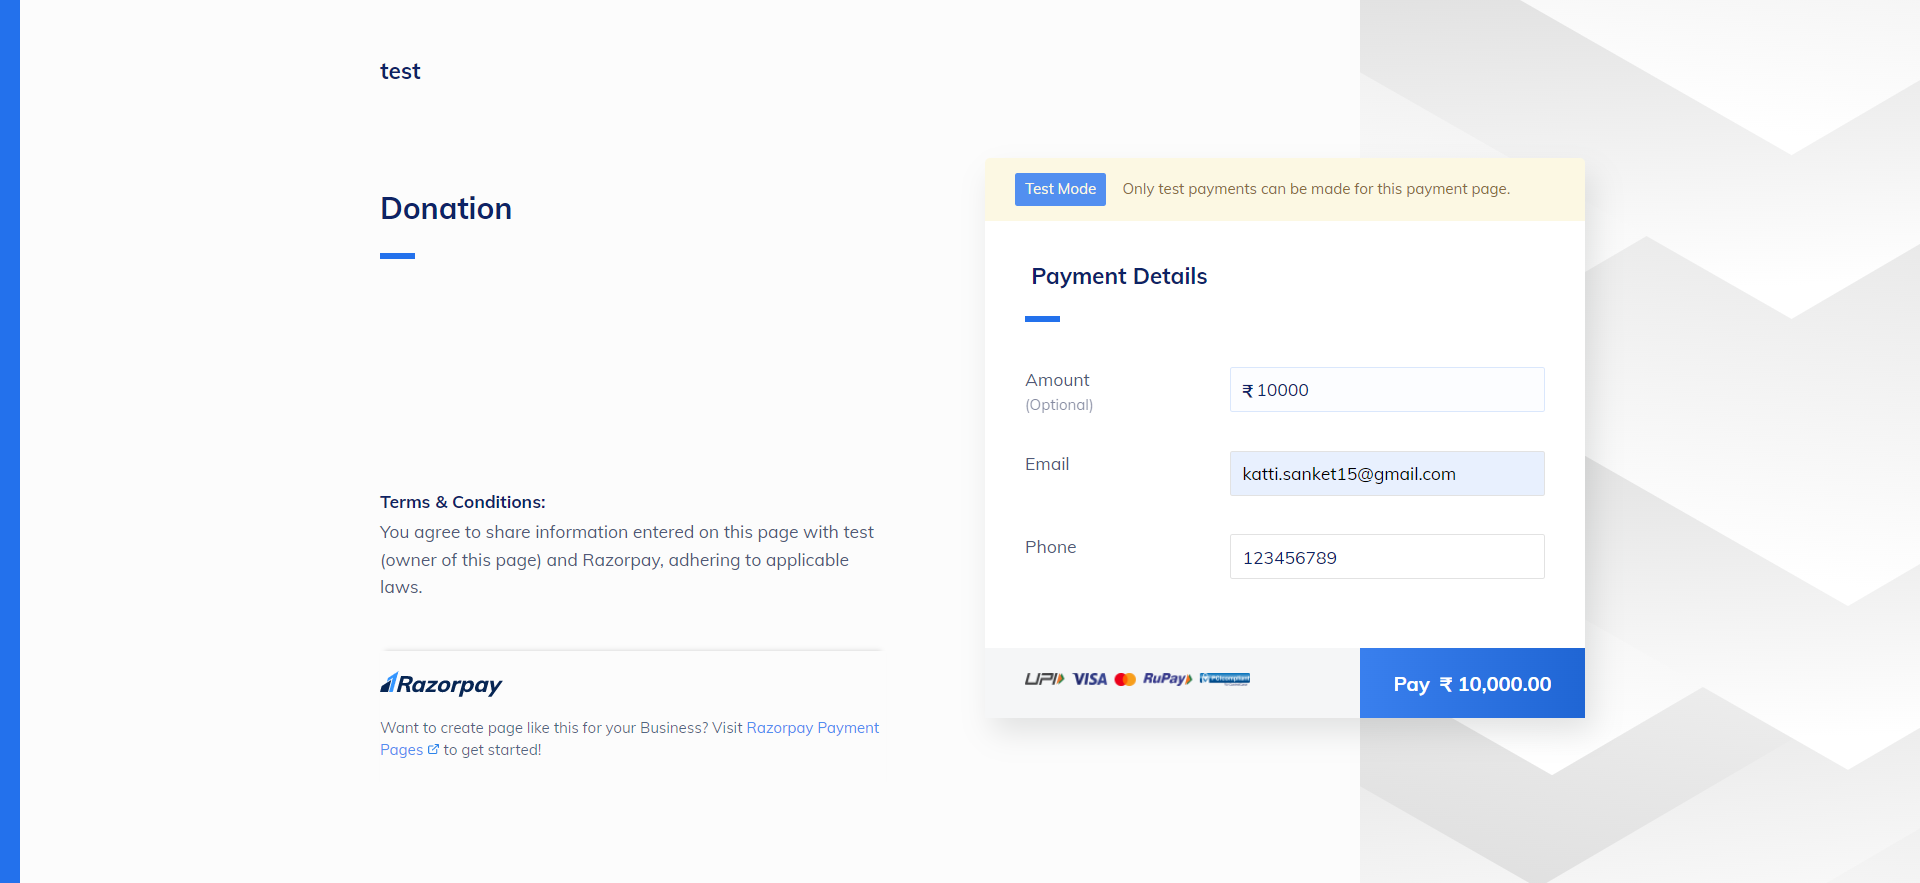 test
Donation
Terms & Conditions:
You agree to share information entered on this page with test
(owner of this page) and Razorpay, adhering to applicable
laws.
Razorpay
Want to create page like this for your Business? Visit Razorpay Payment
Pages to get started!
Test Mode Only test payments can be made for this payment page.
Payment Details
Amount ₹ 10000
(Optional)
Email katti.sanket15@gmail.com
Phone 123456789
UPI VISA RuPay PCI compliant
Pay ₹ 10,000.00